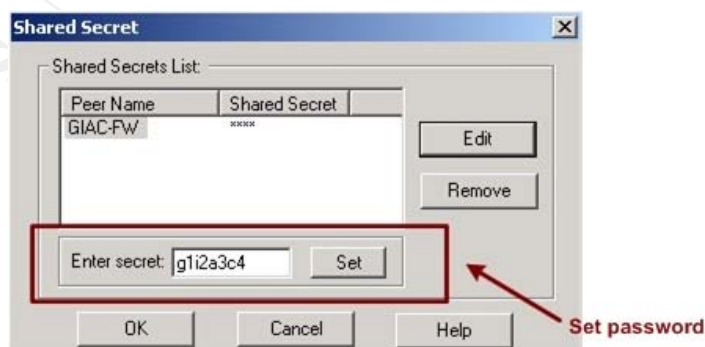 Shared Secret
Shared Secrets List:
Peer Name Shared Secret
GIAC-FW ****
Edit
Remove
Enter secret: g1i2a3c4 Set
OK Cancel Help
Set password